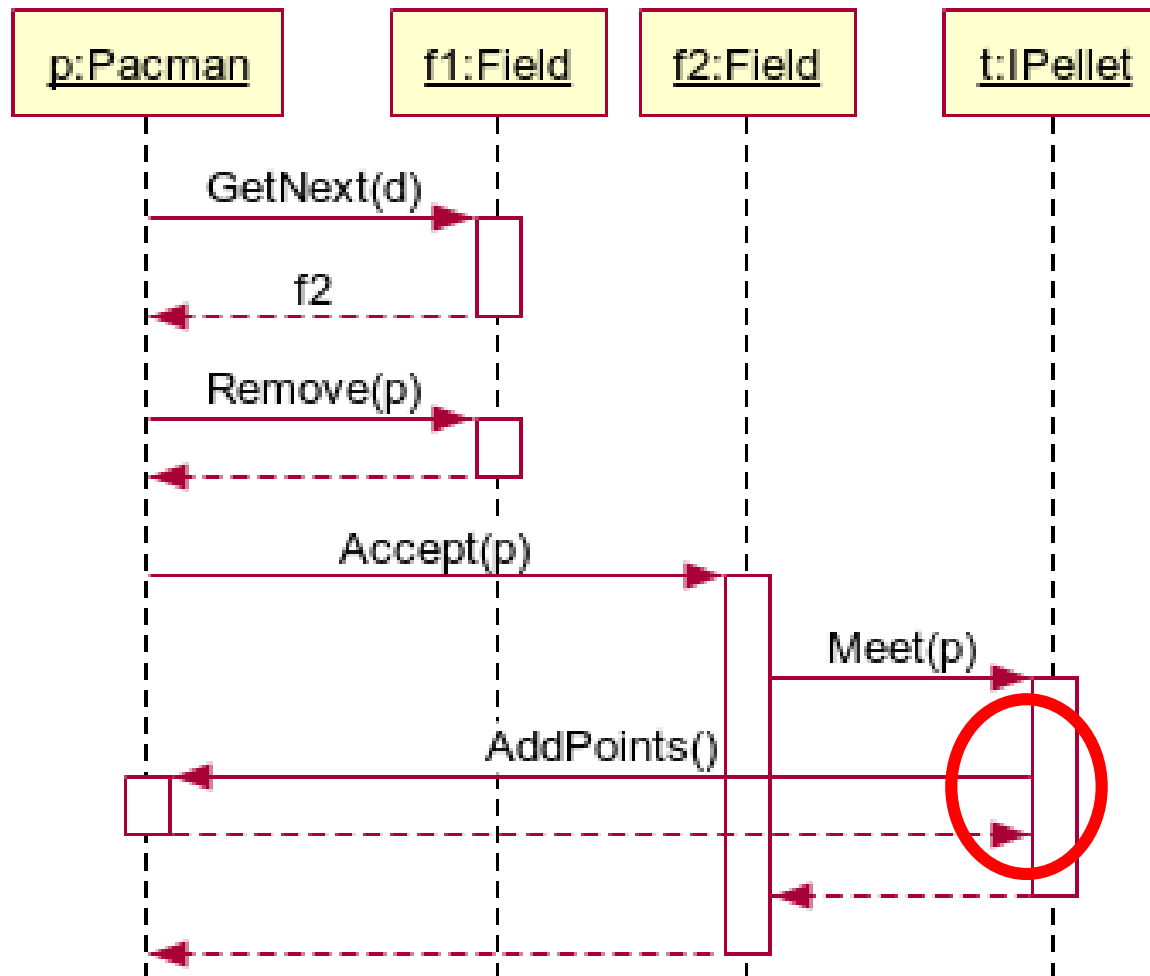 p:Pacman
f1:Field
f2:Field
t:IPellet
GetNext(d)
f2
Remove(p)
Accept(p)
Meet(p)
AddPoints()